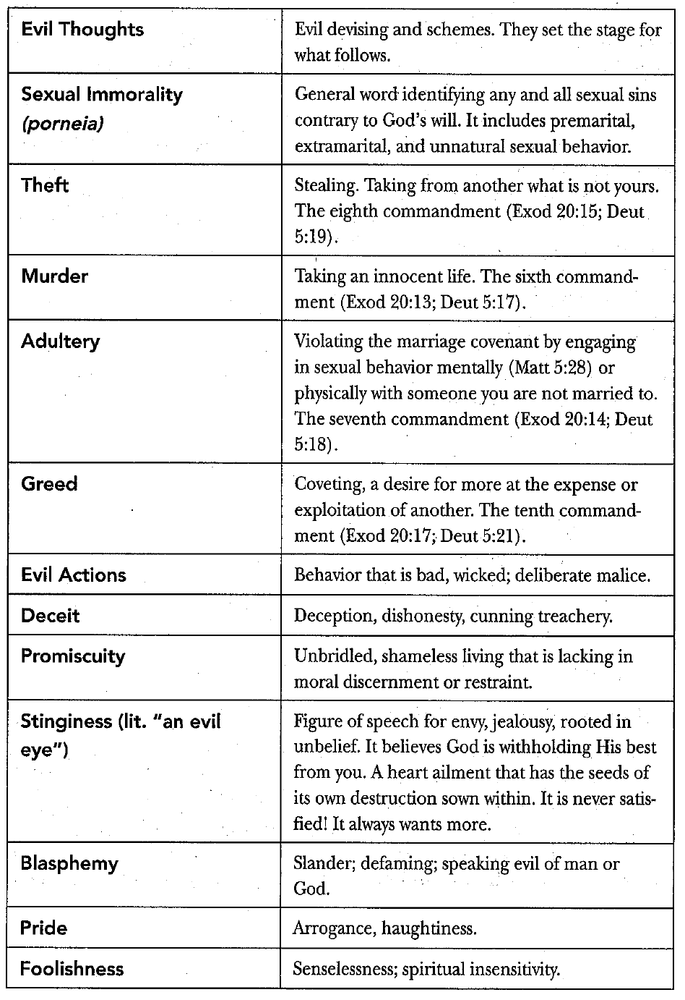 Evil Thoughts
Evil devising and schemes. They set the stage for
what follows.
Sexual Immorality
(porneia)
General word identifying any and all sexual sins
contrary to God's will. It includes premarital,
extramarital, and unnatural sexual behavior.
Theft
Stealing. Taking from another what is not yours.
The eighth commandment (Exod 20:15; Deut
5:19).
Murder
Taking an innocent life. The sixth command-
ment (Exod 20:13; Deut 5:17).
Adultery
Violating the marriage covenant by engaging
in sexual behavior mentally (Matt 5:28) or
physically with someone you are not married to.
The seventh commandment (Exod 20:14; Deut
5:18).
Greed
Coveting, a desire for more at the expense or
exploitation of another. The tenth command-
ment (Exod 20:17; Deut 5:21).
Evil Actions
Behavior that is bad, wicked; deliberate malice.
Deceit
Deception, dishonesty, cunning treachery.
Promiscuity
Unbridled, shameless living that is lacking in
moral discernment or restraint.
Stinginess (lit. "an evil
eye")
Figure of speech for envy, jealousy, rooted in
unbelief. It believes God is withholding His best
from you. A heart ailment that has the seeds of
its own destruction sown within. It is never satis-
fied! It always wants more.
Blasphemy
Slander; defaming; speaking evil of man or
God.
Pride
Arrogance, haughtiness.
Foolishness
Senselessness; spiritual insensitivity.